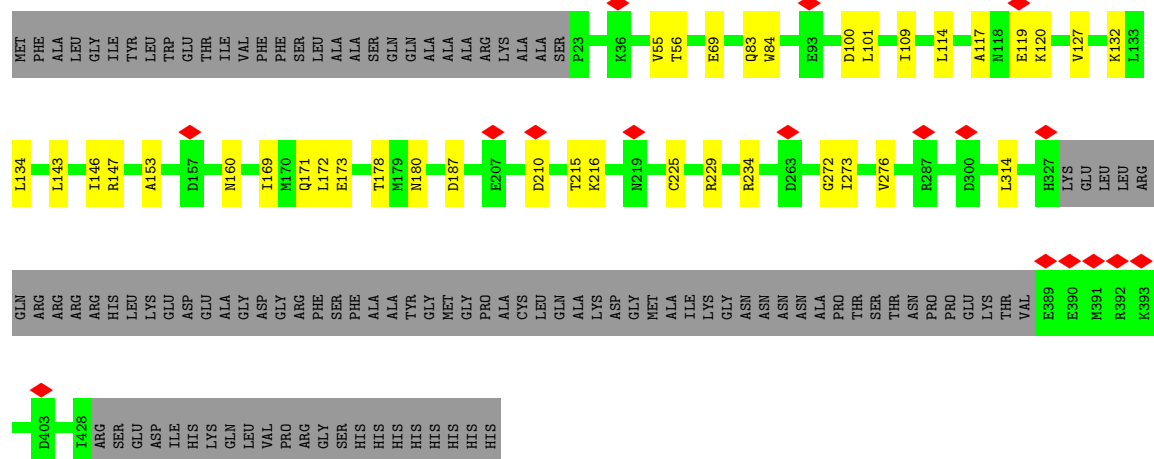 MET PHE ALA LEU GLY ILE TYR LEU TRP GLU THR ILE VAL PHE PHE SER LEU ALA ALA SER GLN GLN ALA ALA ALA ARG LYS ALA ALA SER P23 K36 V55 T56 E69 Q83 W84 E93 D100 L101 I109 L114 A117 N118 E119 K120 V127 K132 L133
L134 L143 I146 R147 A153 D157 N160 I169 M170 Q171 L172 E173 T178 M179 N180 D187 E207 D210 T215 K216 N219 C225 R229 R234 D263 G272 I273 V276 R287 D300 L314 H327 LYS GLU LEU LEU ARG
GLN ARG ARG ARG ARG HIS LEU LYS GLU ASP GLU ALA GLY ASP GLY ARG PHE SER PHE ALA ALA TYR GLY MET GLY PRO ALA CYS LEU GLN ALA LYS ASP GLY MET ALA ILE LYS GLY ASN ASN ASN ASN ALA PRO THR SER THR ASN PRO PRO GLU LYS THR VAL E389 E390 M391 R392 K393
D403 I428 ARG SER GLU ASP ILE HIS LYS GLN LEU VAL PRO ARG GLY SER HIS HIS HIS HIS HIS HIS HIS HIS